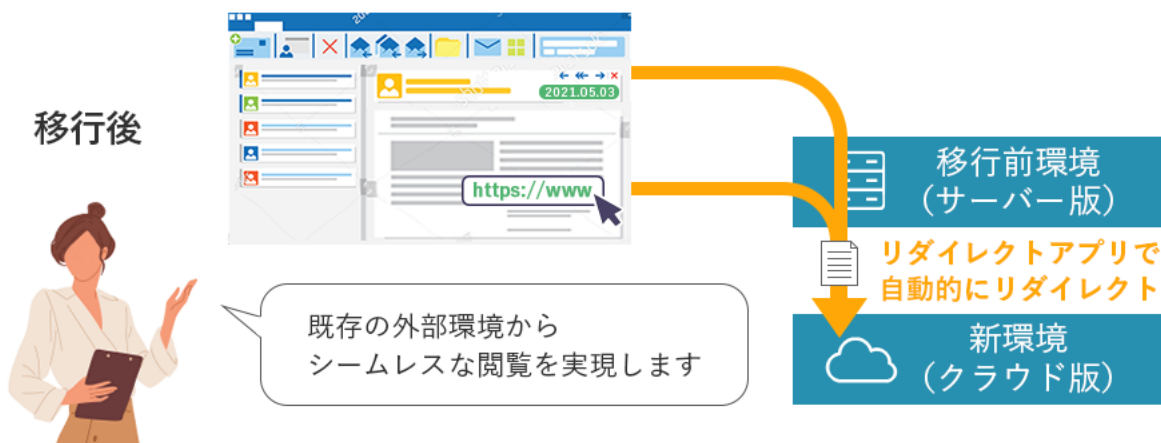 移行後
2021.05.03
https://www
既存の外部環境から
シームレスな閲覧を実現します
移行前環境
(サーバー版)
リダイレクトアプリで
自動的にリダイレクト
新環境
(クラウド版)